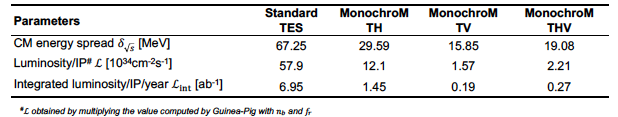 Parameters Standard TES MonochroM TH MonochroM TV MonochroM THV
CM energy spread δ√s [MeV] 67.25 29.59 15.85 19.08
Luminosity/IP# ℒ [10³⁴cm⁻²s⁻¹] 57.9 12.1 1.57 2.21
Integrated luminosity/IP/year ℒint [ab⁻¹] 6.95 1.45 0.19 0.27
#ℒ obtained by multiplying the value computed by Guinea-Pig with nb and fr